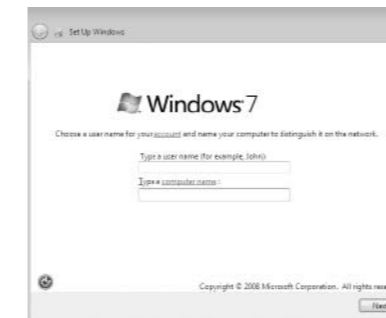 Set Up Windows
Windows 7
Choose a user name for your account and name your computer to distinguish it on the network.
Type a user name (for example, John):
Type a computer name:
Copyright © 2008 Microsoft Corporation. All rights